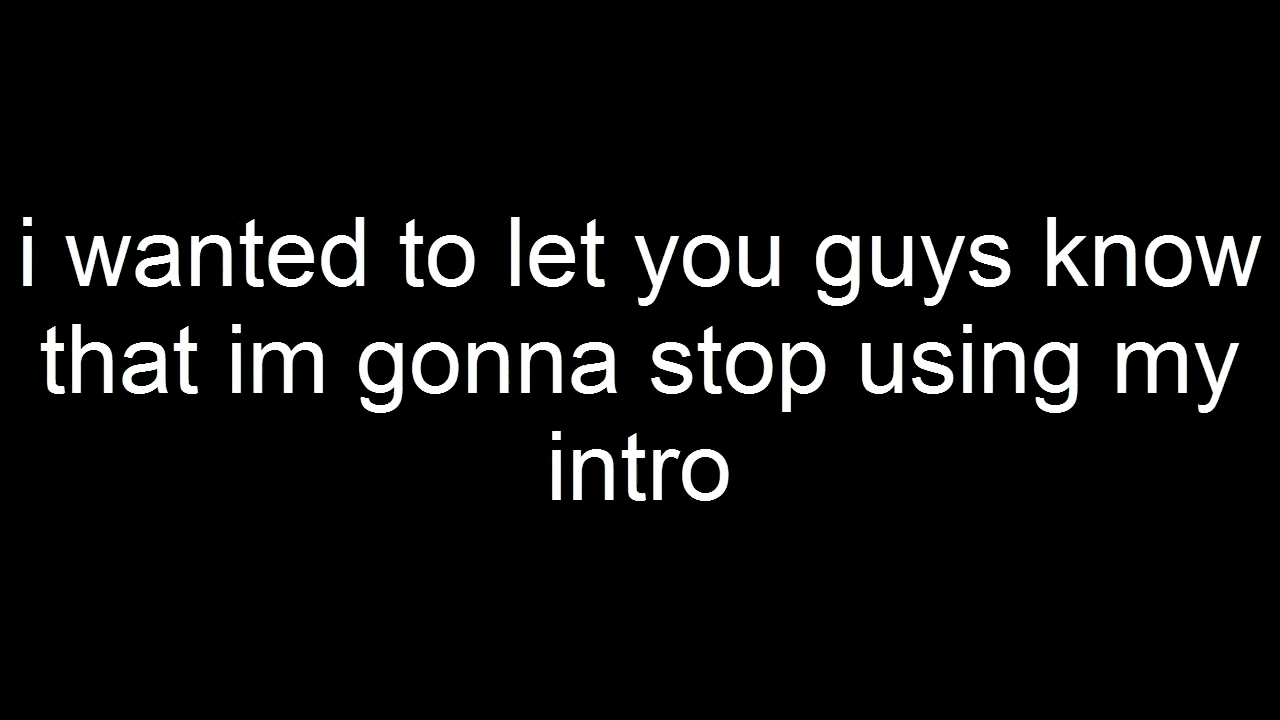 i wanted to let you guys know
that im gonna stop using my
intro